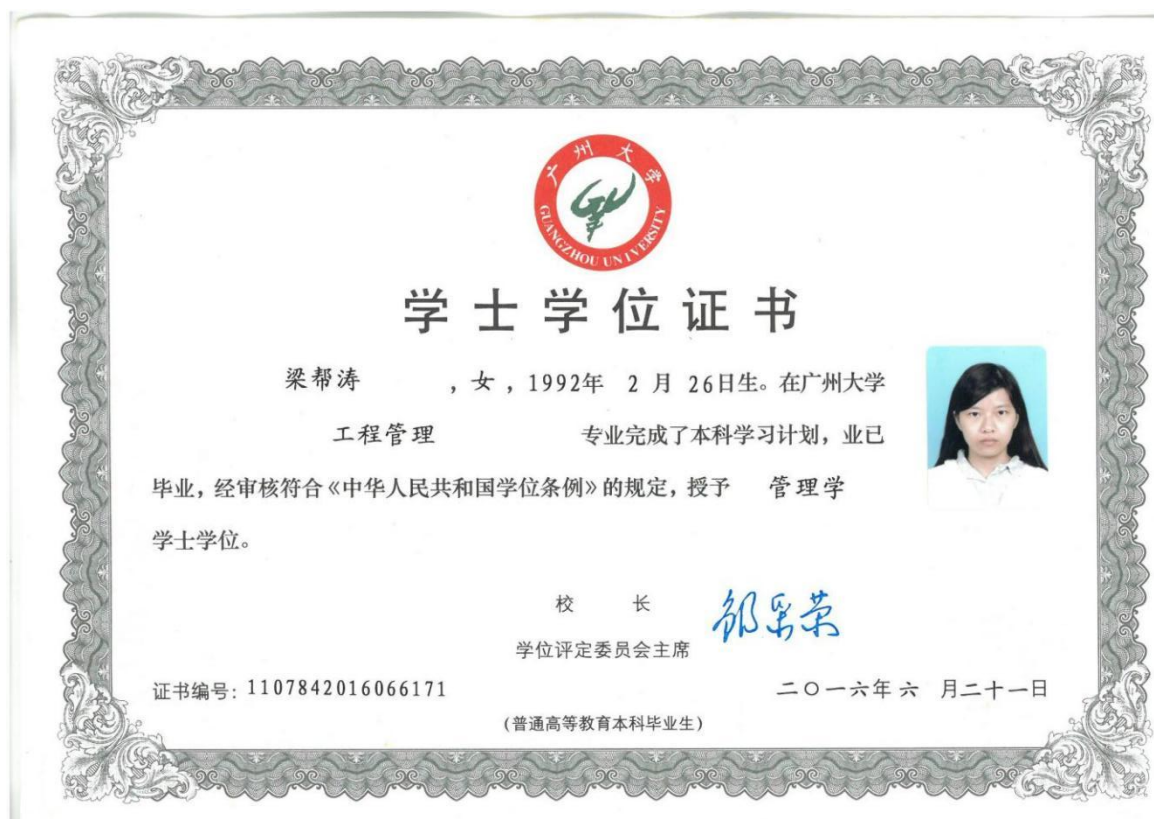 广州大学
GUANGZHOU UNIVERSITY
学士学位证书
梁帮涛 ，女，1992年 2 月 26日生。在广州大学
工程管理 专业完成了本科学习计划，业已
毕业，经审核符合《中华人民共和国学位条例》的规定，授予 管理学
学士学位。
校 长
学位评定委员会主席
证书编号：1107842016066171
二〇一六年 六 月二十一日
（普通高等教育本科毕业生）